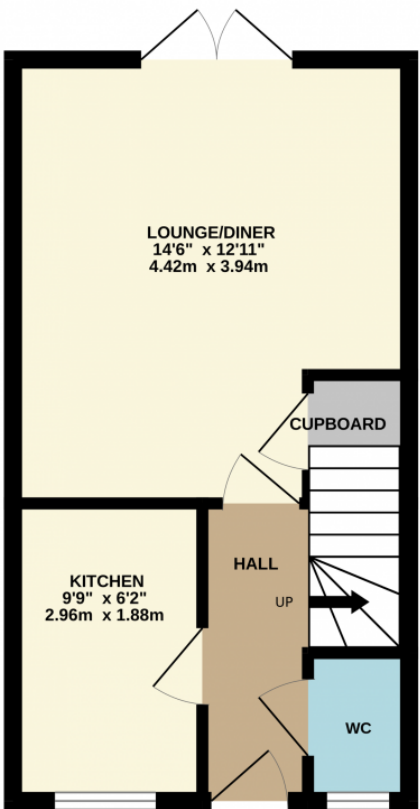 LOUNGE/DINER
14'6" x 12'11"
4.42m x 3.94m
CUPBOARD
HALL
KITCHEN
9'9" x 6'2"
2.96m x 1.88m
UP
WC